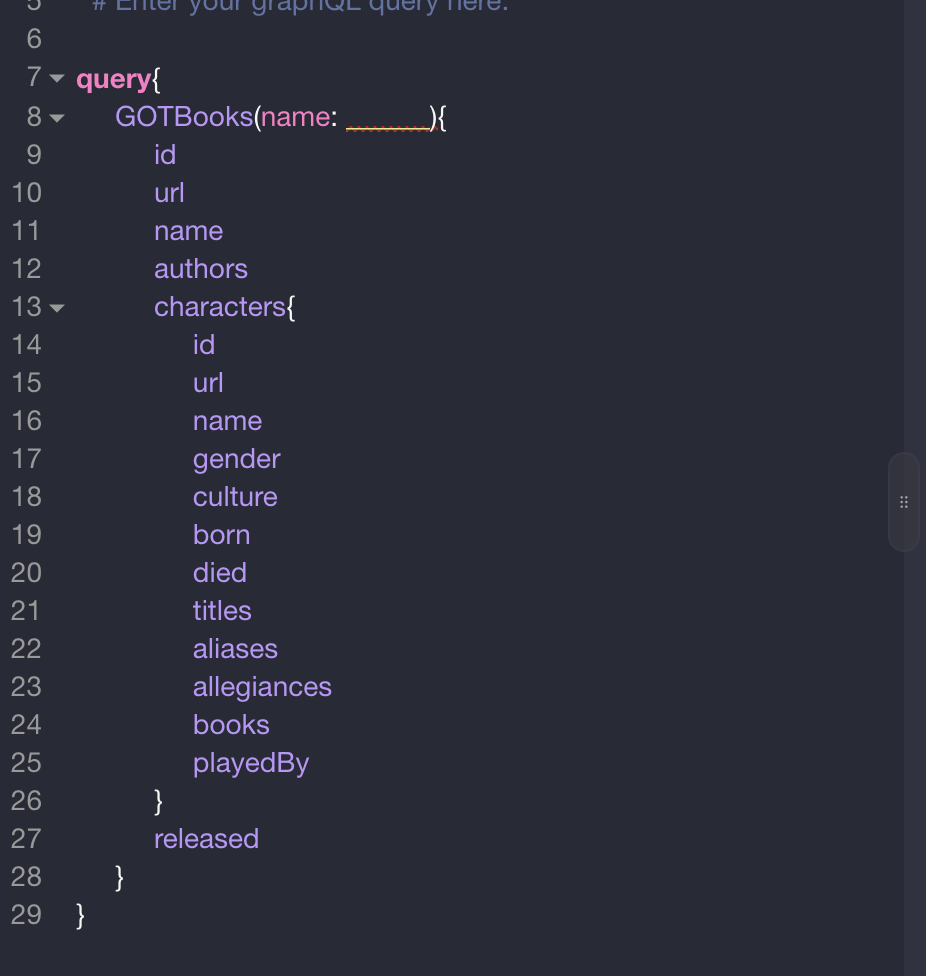 5 # Enter your graphQL query here.
6
7 query{
8 GOTBooks(name: ______){
9 id
10 url
11 name
12 authors
13 characters{
14 id
15 url
16 name
17 gender
18 culture
19 born
20 died
21 titles
22 aliases
23 allegiances
24 books
25 playedBy
26 }
27 released
28 }
29 }